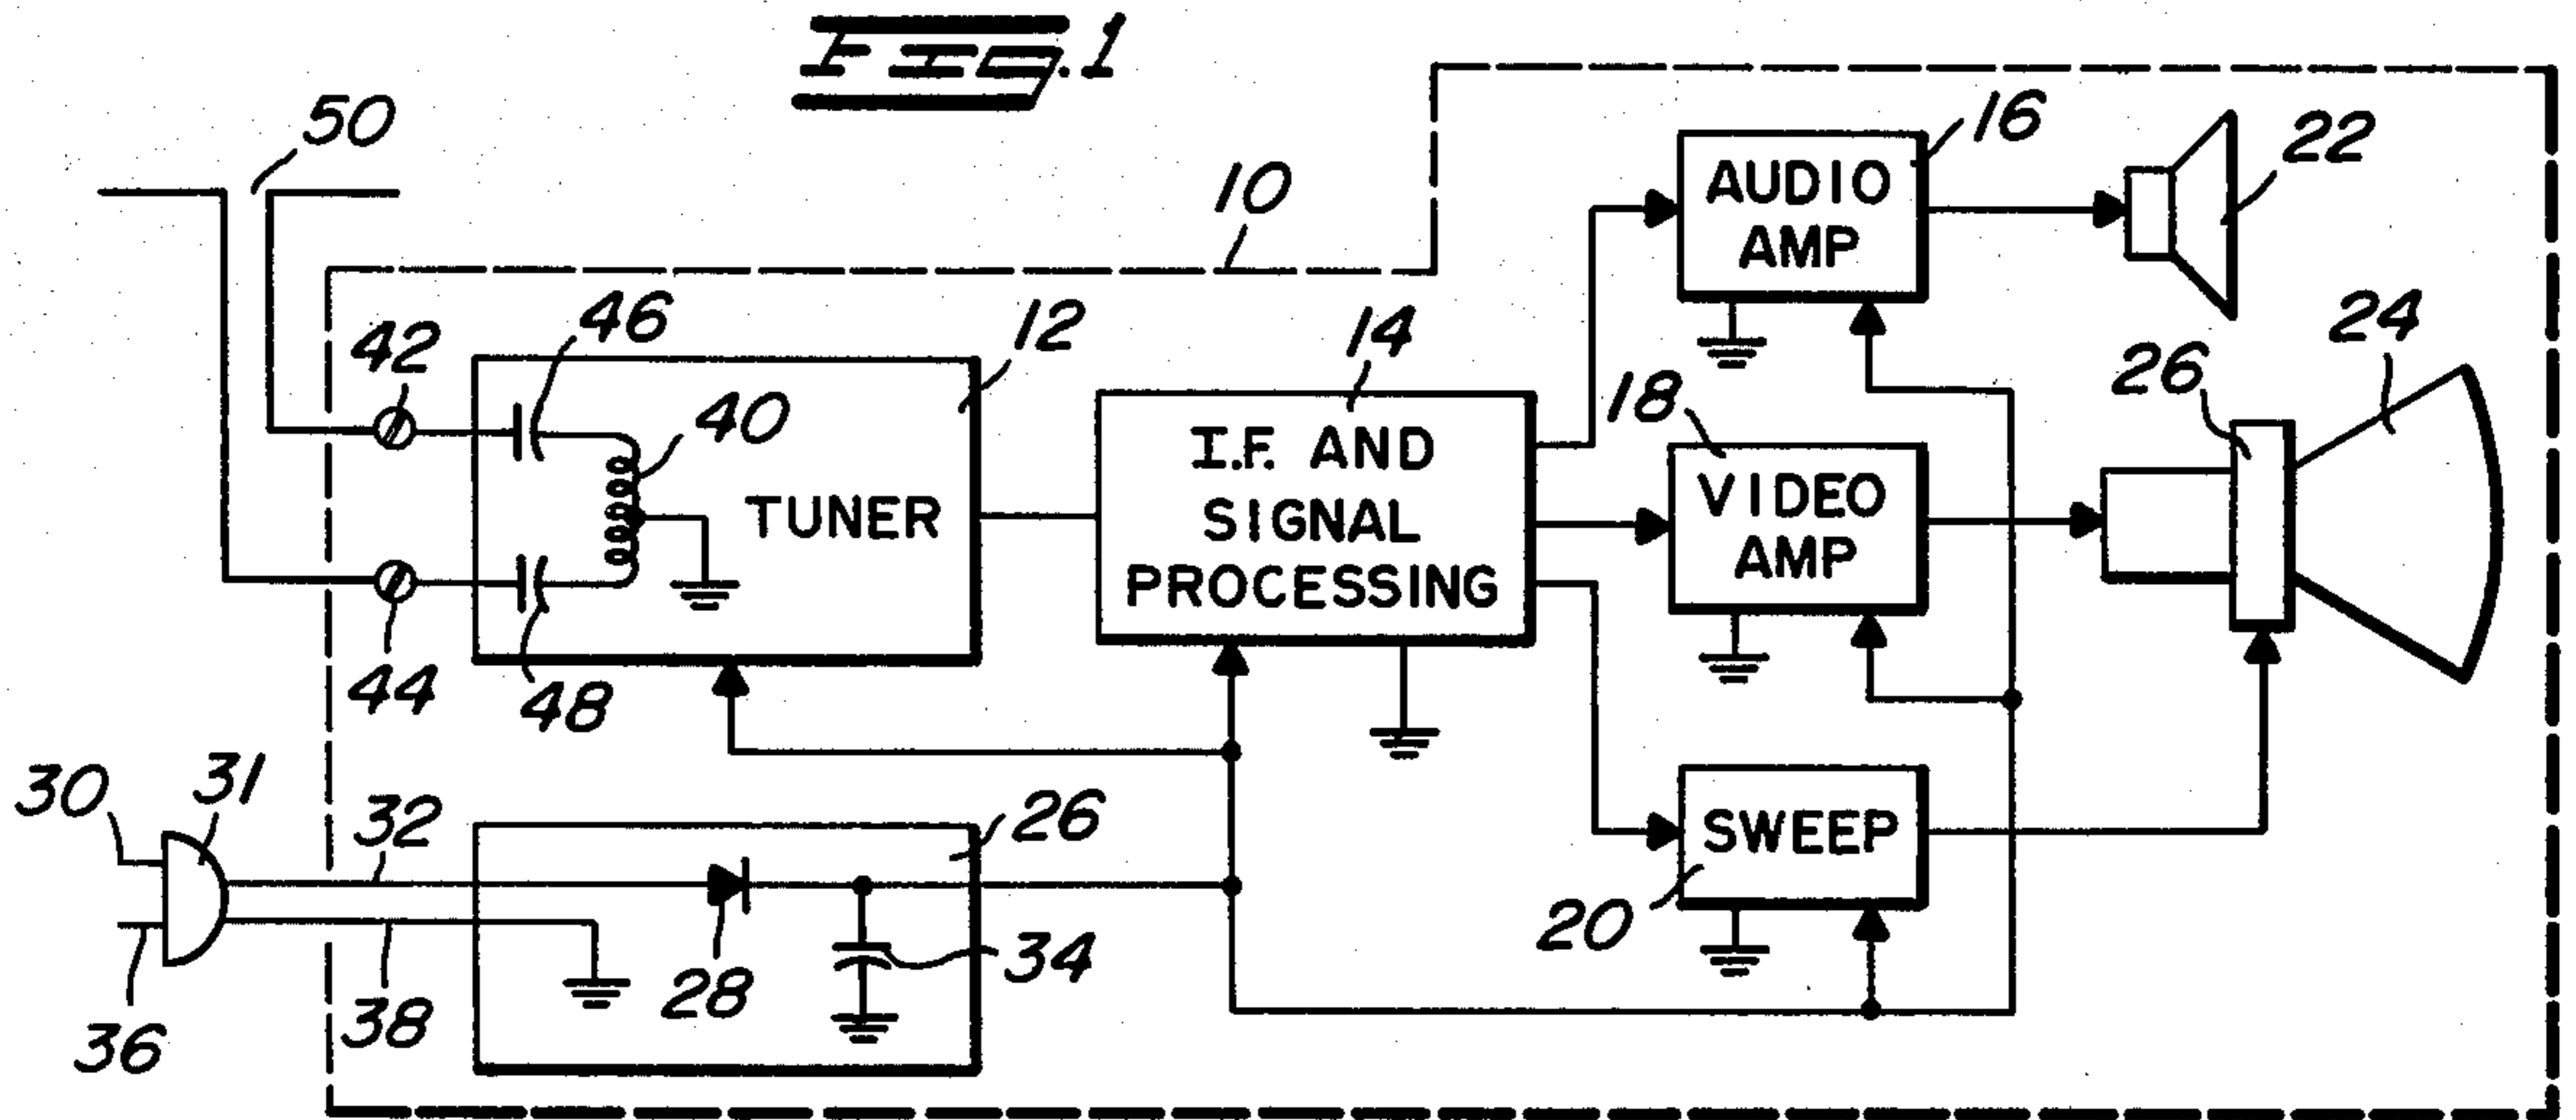 FIG. 1
50
10
16
22
AUDIO
AMP
46
42
12
14
24
26
40
18
I.F. AND
SIGNAL
PROCESSING
TUNER
VIDEO
AMP
44
48
30
31
32
26
SWEEP
20
34
28
38
36